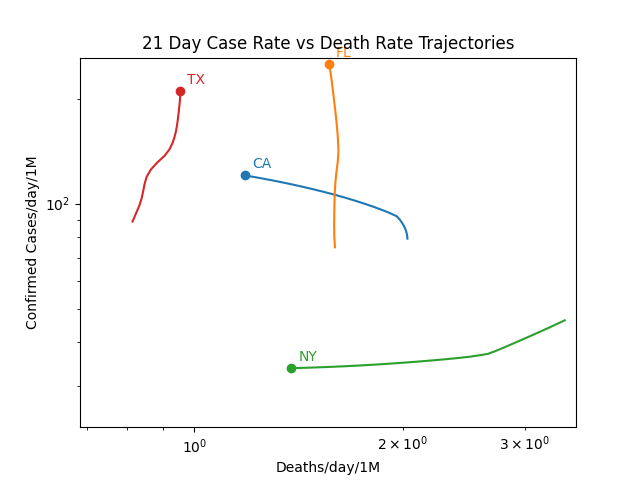 21 Day Case Rate vs Death Rate Trajectories
FL
TX
CA
NY
Confirmed Cases/day/1M
10²
10⁰
2 × 10⁰
3 × 10⁰
Deaths/day/1M